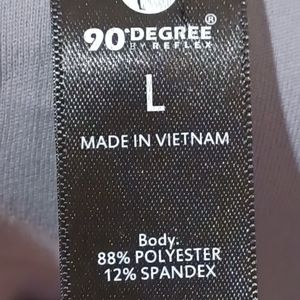 90°DEGREE®
BY REFLEX
L
MADE IN VIETNAM
Body:
88% POLYESTER
12% SPANDEX